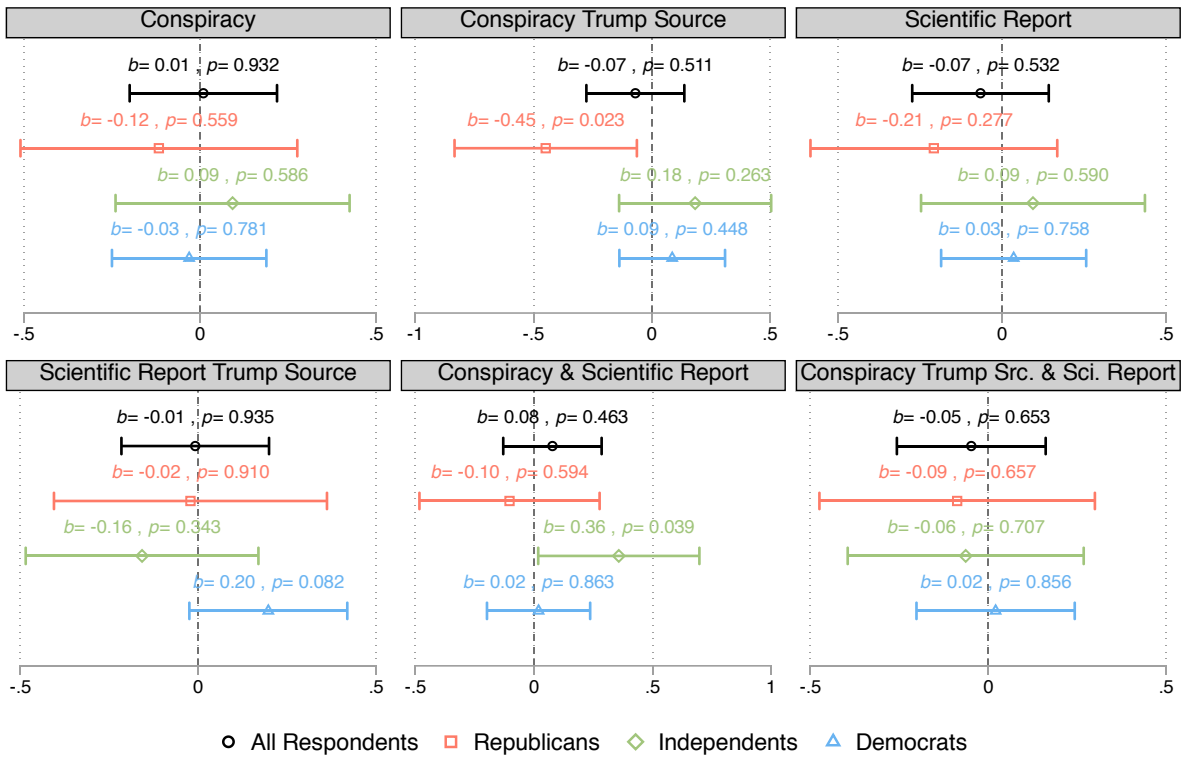 Conspiracy
b= 0.01 , p= 0.932
b= -0.12 , p= 0.559
b= 0.09 , p= 0.586
b= -0.03 , p= 0.781
-.5 0 .5
Conspiracy Trump Source
b= -0.07 , p= 0.511
b= -0.45 , p= 0.023
b= 0.18 , p= 0.263
b= 0.09 , p= 0.448
-1 -.5 0 .5
Scientific Report
b= -0.07 , p= 0.532
b= -0.21 , p= 0.277
b= 0.09 , p= 0.590
b= 0.03 , p= 0.758
-.5 0 .5
Scientific Report Trump Source
b= -0.01 , p= 0.935
b= -0.02 , p= 0.910
b= -0.16 , p= 0.343
b= 0.20 , p= 0.082
-.5 0 .5
Conspiracy & Scientific Report
b= 0.08 , p= 0.463
b= -0.10 , p= 0.594
b= 0.36 , p= 0.039
b= 0.02 , p= 0.863
-.5 0 .5 1
Conspiracy Trump Src. & Sci. Report
b= -0.05 , p= 0.653
b= -0.09 , p= 0.657
b= -0.06 , p= 0.707
b= 0.02 , p= 0.856
-.5 0 .5
All Respondents Republicans Independents Democrats